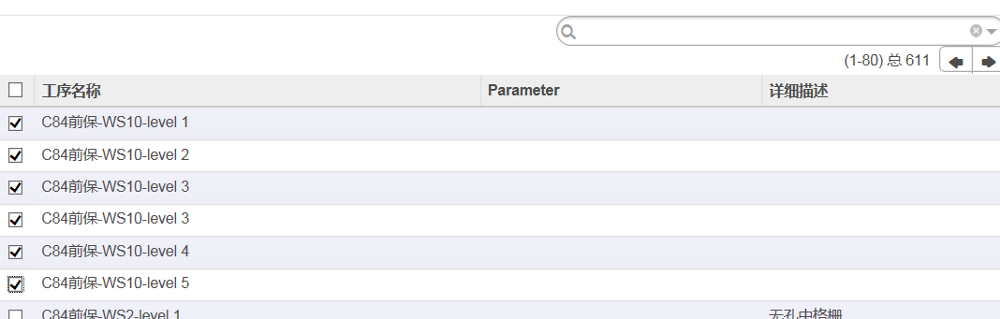 (1-80) 总 611
工序名称 Parameter 详细描述
C84前保-WS10-level 1
C84前保-WS10-level 2
C84前保-WS10-level 3
C84前保-WS10-level 3
C84前保-WS10-level 4
C84前保-WS10-level 5
C84前保-WS2-level 1 无孔中格栅